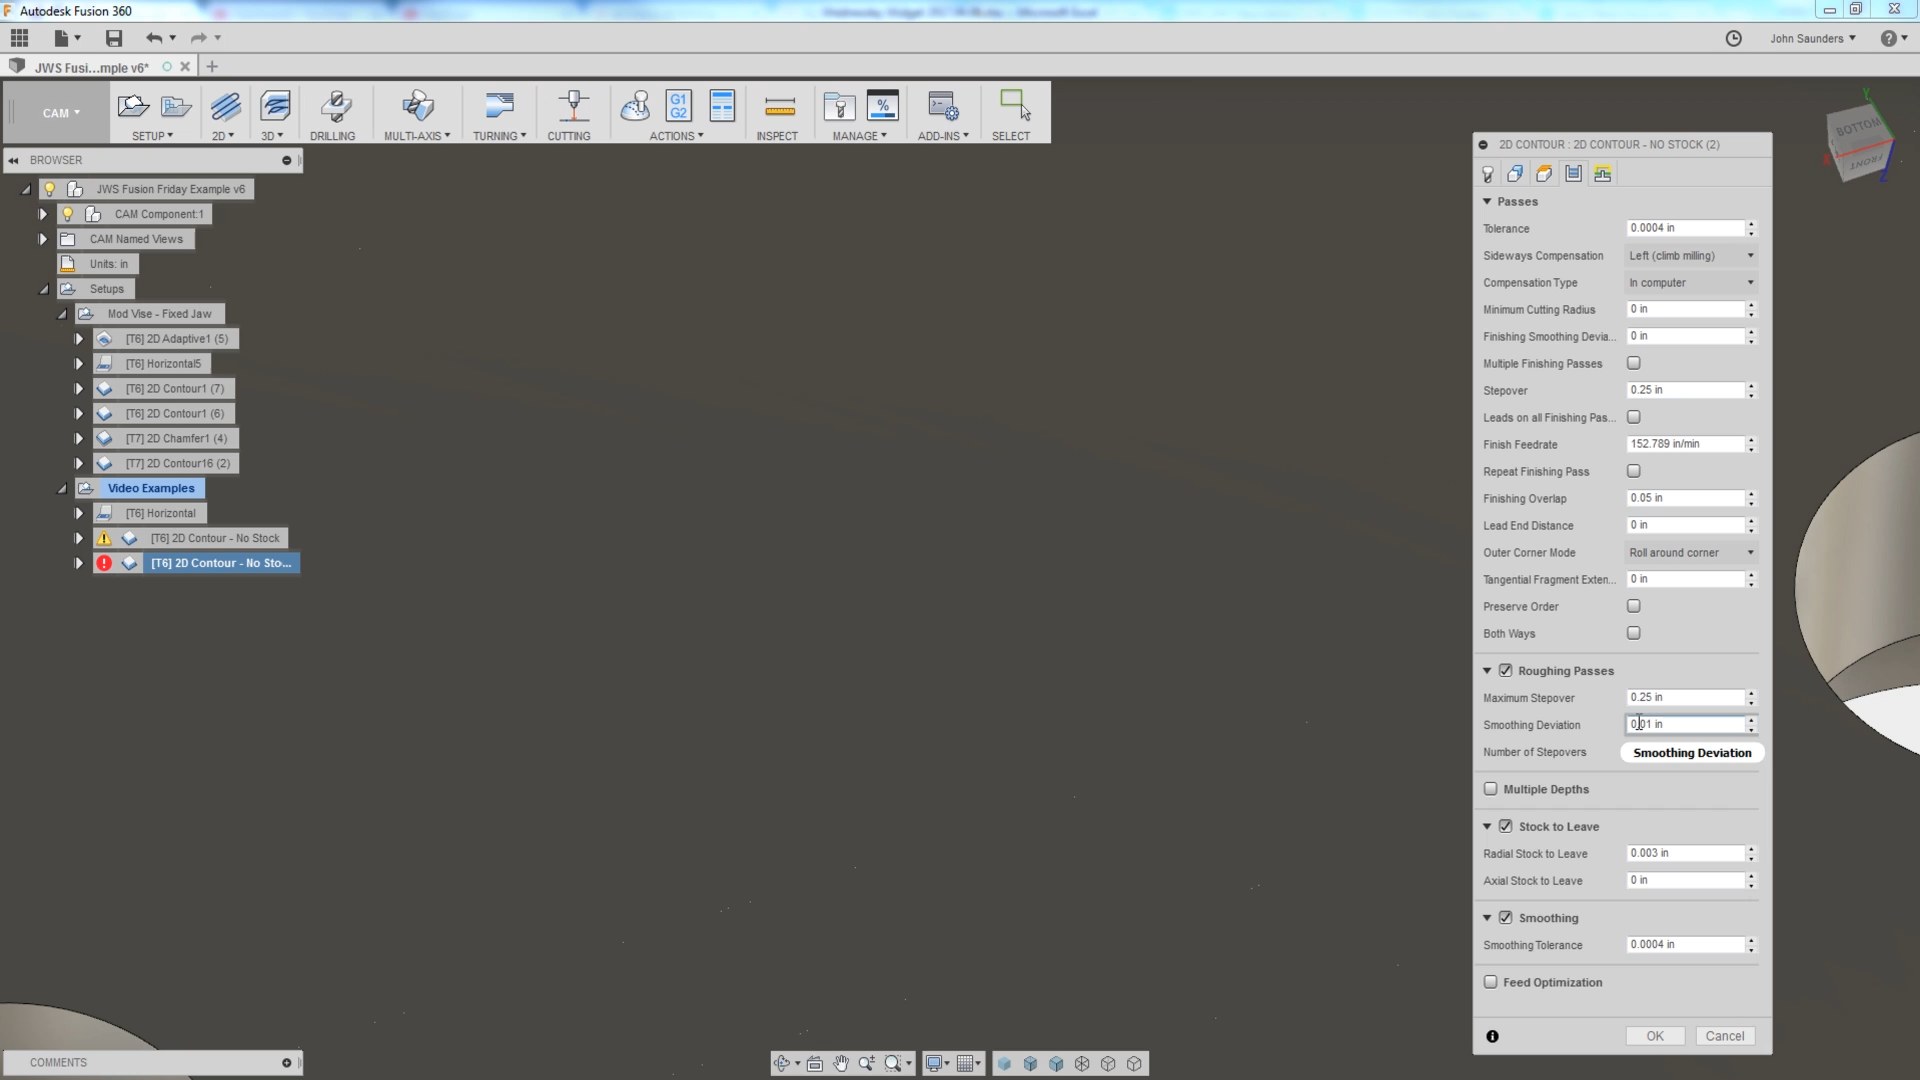 Autodesk Fusion 360
John Saunders
JWS Fusi...mple v6*
CAM
G1
G2
%
SETUP
2D
3D
DRILLING
MULTI-AXIS
TURNING
CUTTING
ACTIONS
INSPECT
MANAGE
ADD-INS
SELECT
BROWSER
JWS Fusion Friday Example v6
CAM Component:1
CAM Named Views
Units: in
Setups
Mod Vise - Fixed Jaw
[T6] 2D Adaptive1 (5)
[T6] Horizontal5
[T6] 2D Contour1 (7)
[T6] 2D Contour1 (6)
[T7] 2D Chamfer1 (4)
[T7] 2D Contour16 (2)
Video Examples
[T6] Horizontal
[T6] 2D Contour - No Stock
[T6] 2D Contour - No Sto...
COMMENTS
Y
BOTTOM
FRONT
X
Z
2D CONTOUR : 2D CONTOUR - NO STOCK (2)
Passes
Tolerance 0.0004 in
Sideways Compensation Left (climb milling)
Compensation Type In computer
Minimum Cutting Radius 0 in
Finishing Smoothing Devia... 0 in
Multiple Finishing Passes
Stepover 0.25 in
Leads on all Finishing Pas...
Finish Feedrate 152.789 in/min
Repeat Finishing Pass
Finishing Overlap 0.05 in
Lead End Distance 0 in
Outer Corner Mode Roll around corner
Tangential Fragment Exten... 0 in
Preserve Order
Both Ways
Roughing Passes
Maximum Stepover 0.25 in
Smoothing Deviation 0.01 in
Number of Stepovers Smoothing Deviation
Multiple Depths
Stock to Leave
Radial Stock to Leave 0.003 in
Axial Stock to Leave 0 in
Smoothing
Smoothing Tolerance 0.0004 in
Feed Optimization
OK Cancel